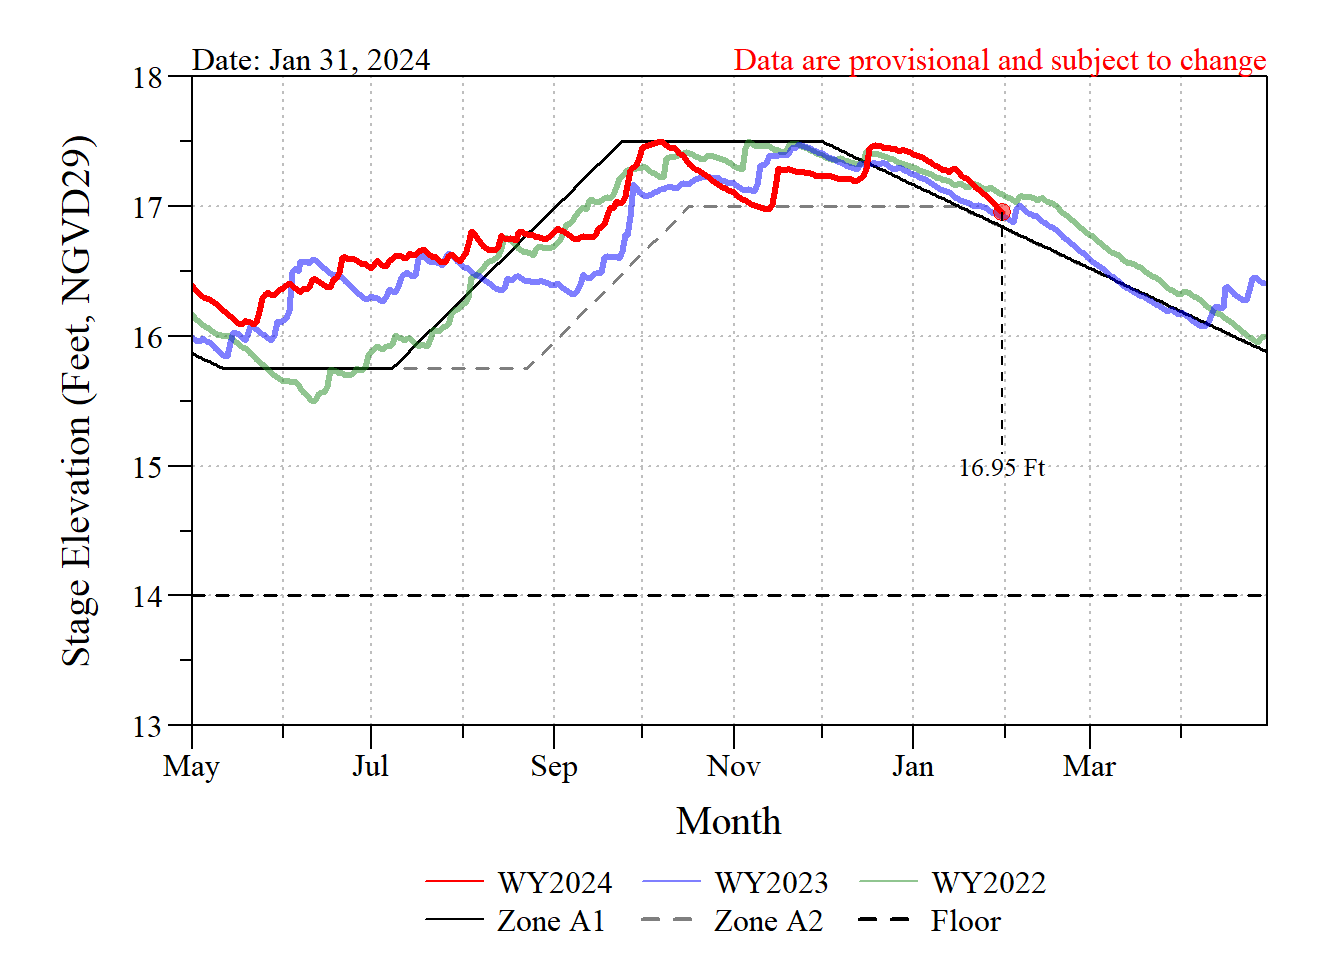 Date: Jan 31, 2024
Data are provisional and subject to change
18
17
16
15
14
13
Stage Elevation (Feet, NGVD29)
16.95 Ft
May Jul Sep Nov Jan Mar
Month
WY2024 WY2023 WY2022
Zone A1 Zone A2 Floor